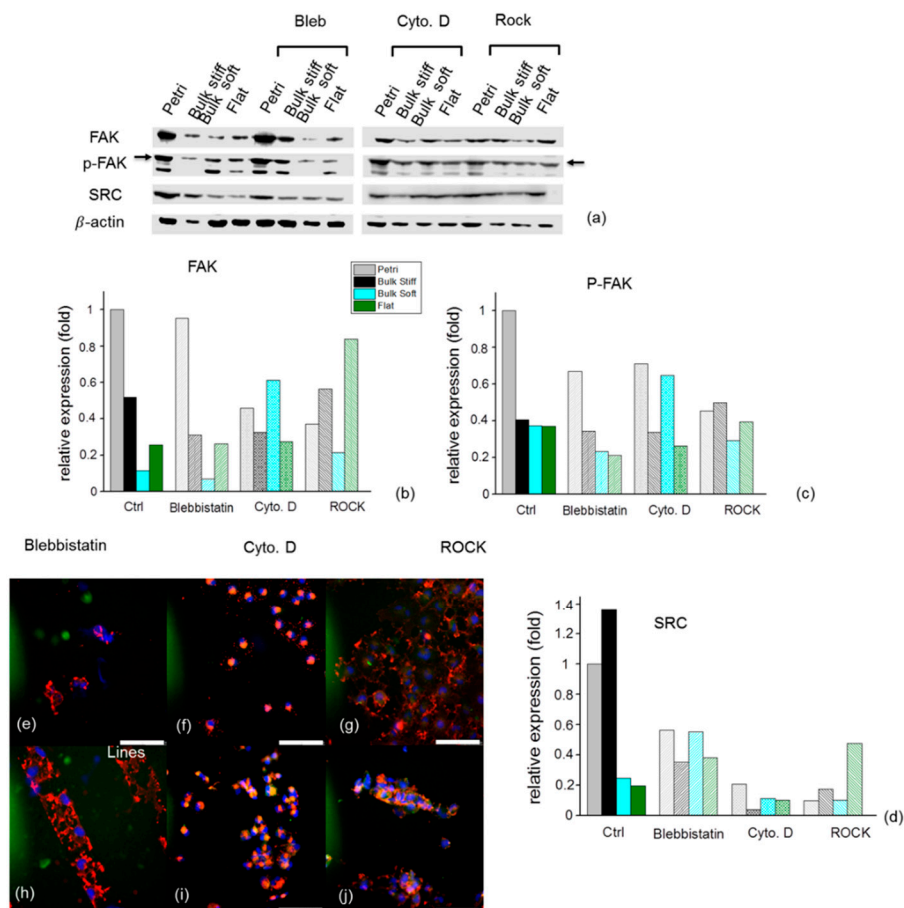 Bleb Cyto. D Rock
Petri Bulk stiff Bulk soft Flat Petri Bulk stiff Bulk soft Flat Petri Bulk stiff Bulk soft Flat Petri Bulk stiff Bulk soft Flat
FAK
p-FAK
SRC
β-actin
(a)
FAK
Petri
Bulk Stiff
Bulk Soft
Flat
relative expression (fold)
1
0.8
0.6
0.4
0.2
0
Ctrl Blebbistatin Cyto. D ROCK
(b)
P-FAK
relative expression (fold)
1
0.8
0.6
0.4
0.2
0
Ctrl Blebbistatin Cyto. D ROCK
(c)
Blebbistatin Cyto. D ROCK
(e) (f) (g)
Lines
(h) (i) (j)
SRC
relative expression (fold)
1.4
1.2
1
0.8
0.6
0.4
0.2
0
Ctrl Blebbistatin Cyto. D ROCK
(d)